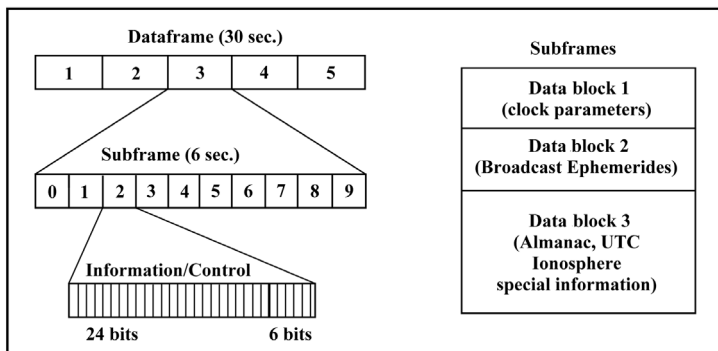 Dataframe (30 sec.)
1 2 3 4 5
Subframe (6 sec.)
0 1 2 3 4 5 6 7 8 9
Information/Control
24 bits 6 bits
Subframes
Data block 1
(clock parameters)
Data block 2
(Broadcast Ephemerides)
Data block 3
(Almanac, UTC
Ionosphere
special information)